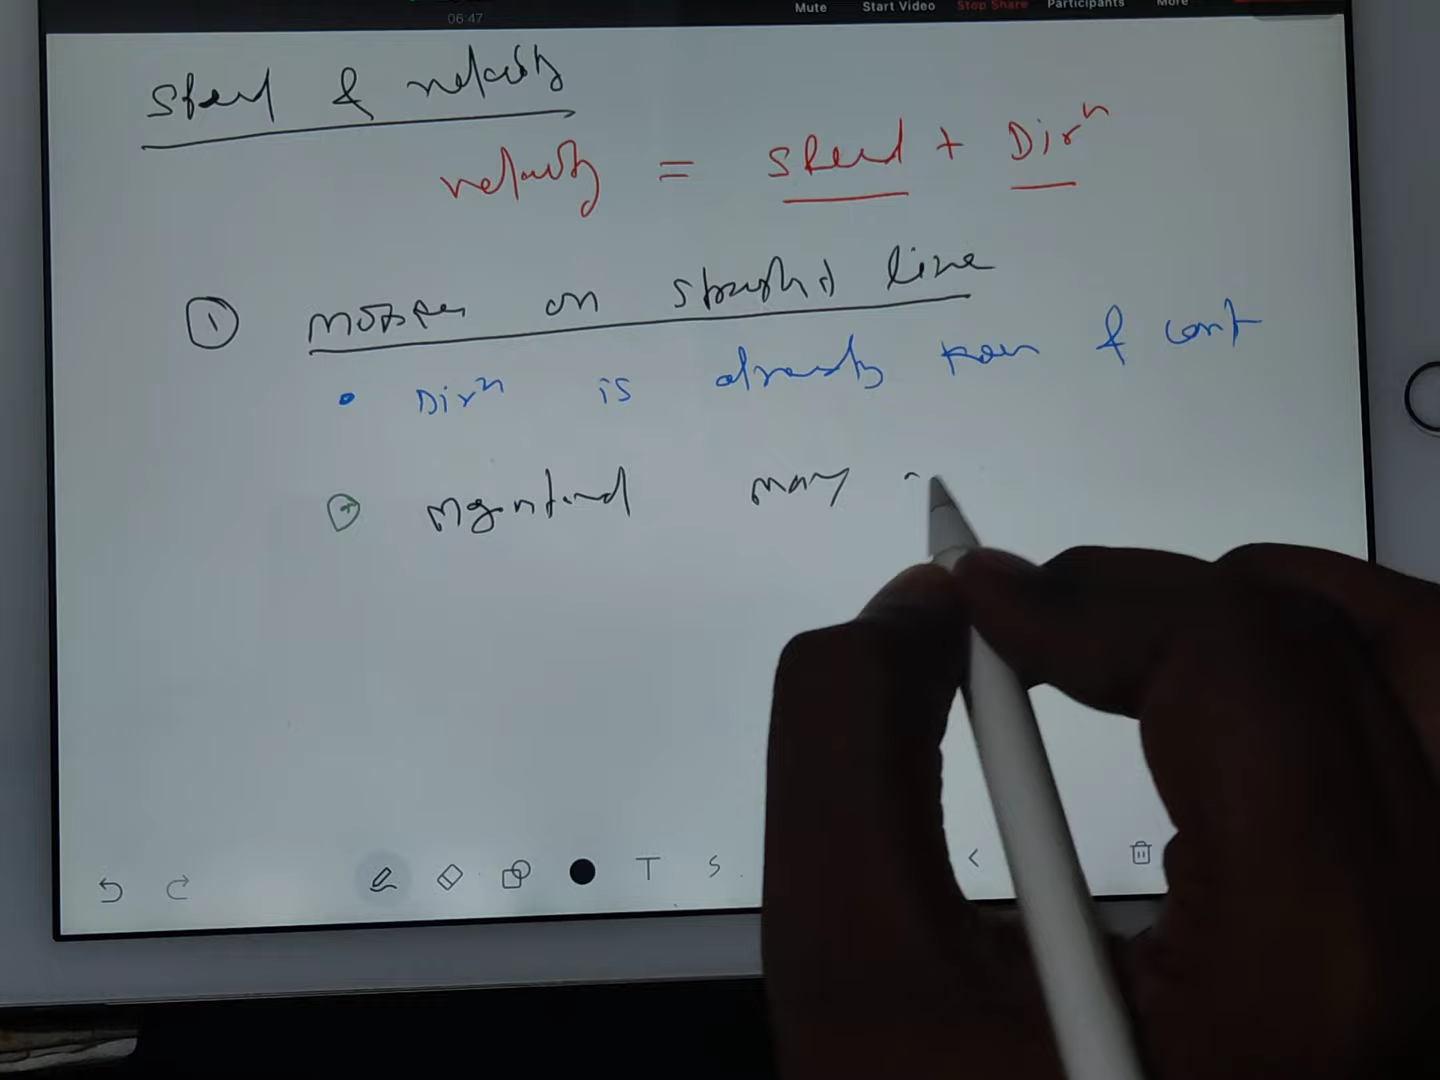 06:47
Mute Start Video Stop Share Participants More
Speed & velocity
velocity = Speed + Dirⁿ
① motion on straight line
• Dirⁿ is already known & const
magnitude may
T S